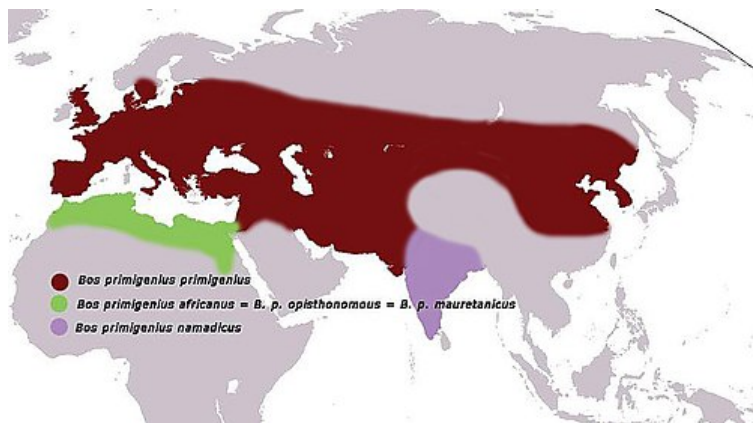 Bos primigenius primigenius
Bos primigenius africanus = B. p. opisthonomous = B. p. mauretanicus
Bos primigenius namadicus